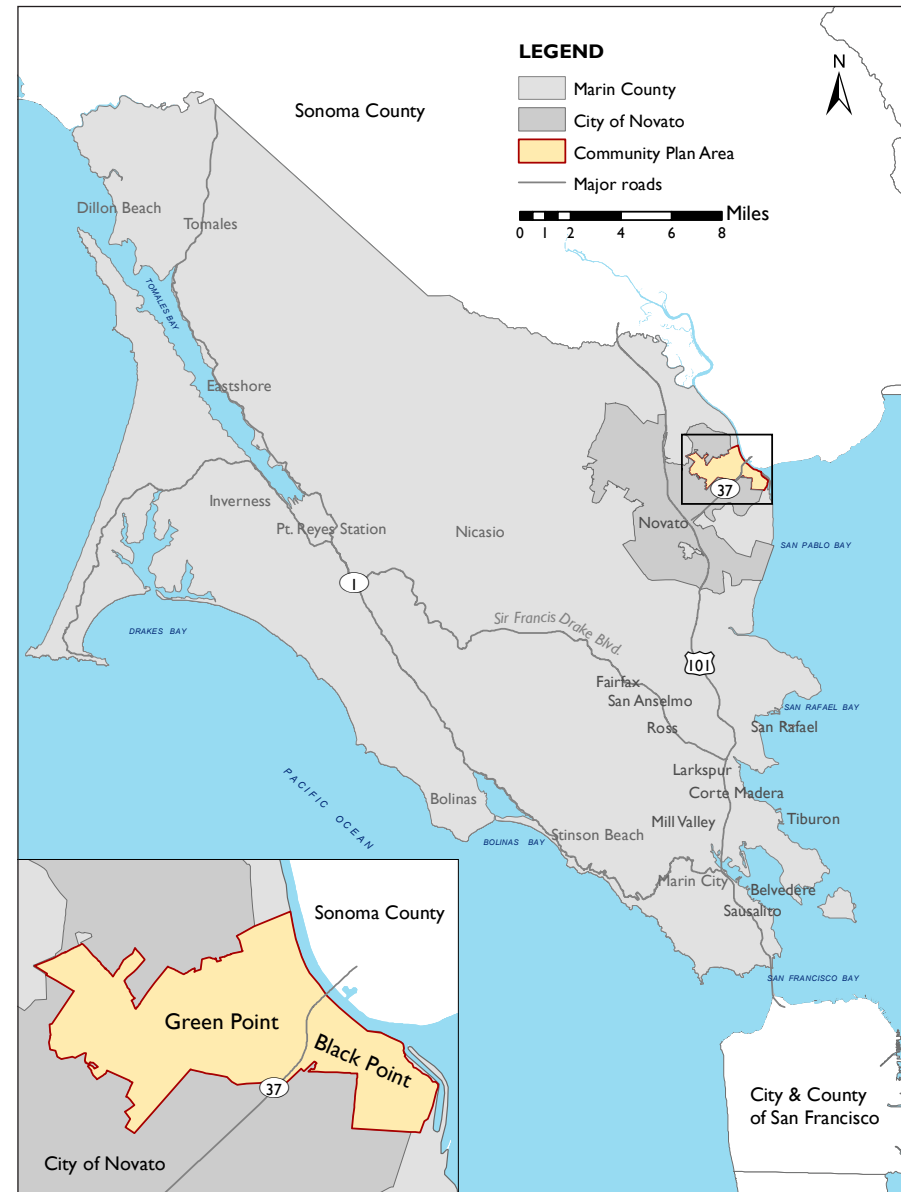 LEGEND
Marin County
City of Novato
Community Plan Area
Major roads
Miles
0 1 2 4 6 8
N
Sonoma County
Dillon Beach
Tomales
TOMALES BAY
Eastshore
Inverness
Pt. Reyes Station
Nicasio
37
Novato
SAN PABLO BAY
1
DRAKES BAY
Sir Francis Drake Blvd.
101
Fairfax
San Anselmo
Ross
SAN RAFAEL BAY
San Rafael
Larkspur
Corte Madera
PACIFIC OCEAN
Bolinas
Mill Valley
Tiburon
BOLINAS BAY
Stinson Beach
Marin City
Belvedere
Sausalito
SAN FRANCISCO BAY
City & County
of San Francisco
Sonoma County
Green Point
Black Point
37
City of Novato